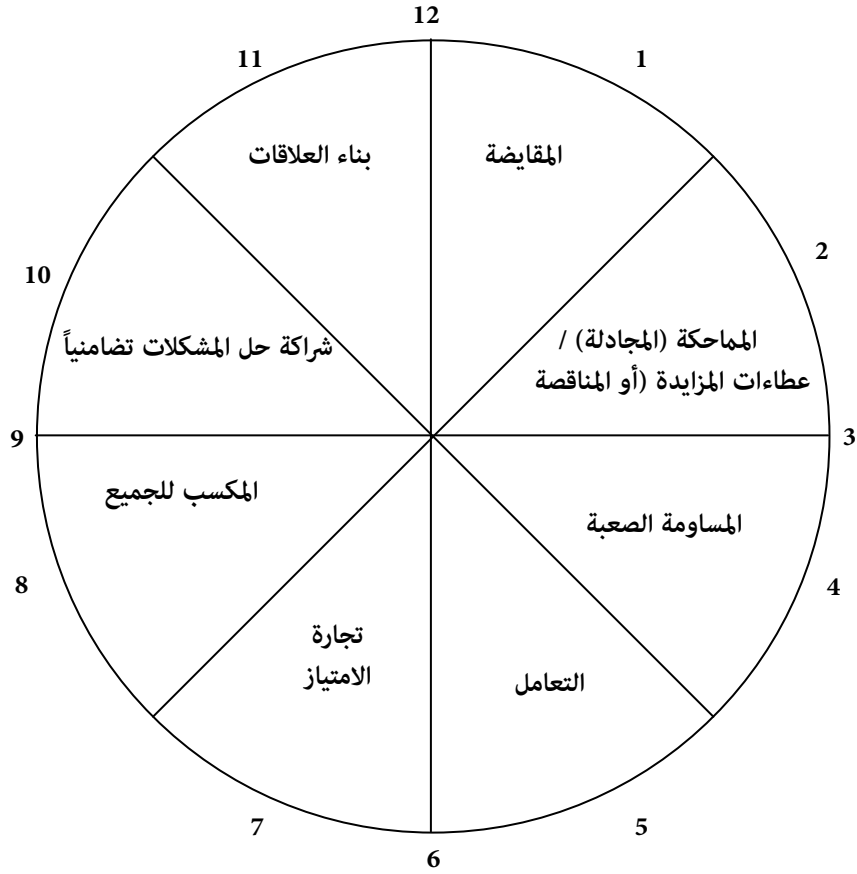 12
11
1
بناء العلاقات
المقايضة
10
2
شراكة حل المشكلات تضامنياً
المماحكة (المجادلة) /
عطاءات المزايدة (أو المناقصة
9
3
المكسب للجميع
المساومة الصعبة
8
4
تجارة
الامتياز
التعامل
7
5
6